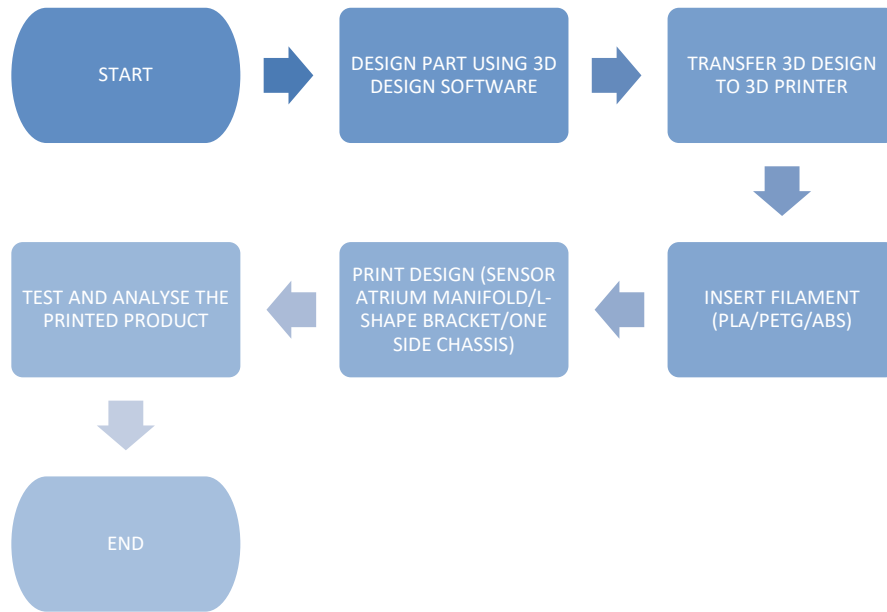 START
DESIGN PART USING 3D
DESIGN SOFTWARE
TRANSFER 3D DESIGN
TO 3D PRINTER
INSERT FILAMENT
(PLA/PETG/ABS)
PRINT DESIGN (SENSOR
ATRIUM MANIFOLD/L-
SHAPE BRACKET/ONE
SIDE CHASSIS)
TEST AND ANALYSE THE
PRINTED PRODUCT
END